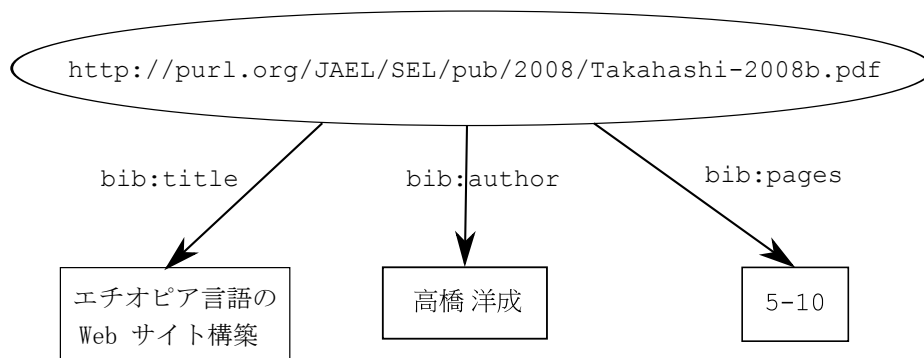 http://purl.org/JAEL/SEL/pub/2008/Takahashi-2008b.pdf
bib:title
bib:author
bib:pages
エチオピア言語の
Web サイト構築
高橋 洋成
5-10